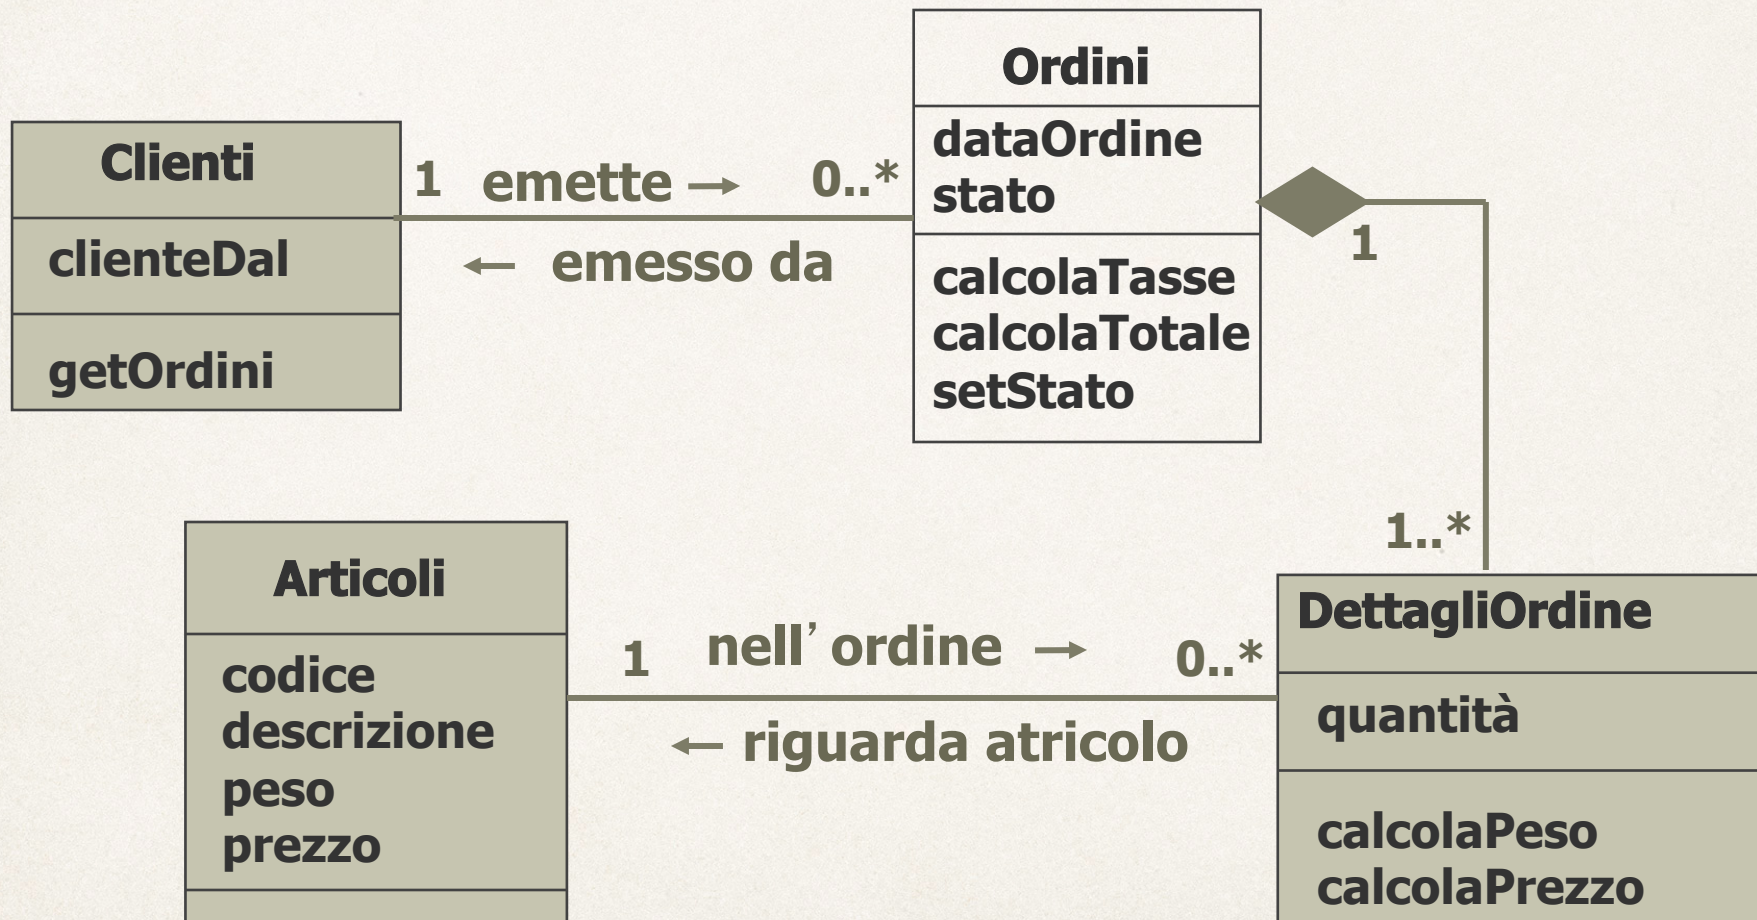 Ordini
dataOrdine
stato
calcolaTasse
calcolaTotale
setStato
Clienti
clienteDal
getOrdini
1 emette → 0..*
← emesso da
1
1..*
Articoli
codice
descrizione
peso
prezzo
1 nell’ ordine → 0..*
← riguarda atricolo
DettagliOrdine
quantità
calcolaPeso
calcolaPrezzo